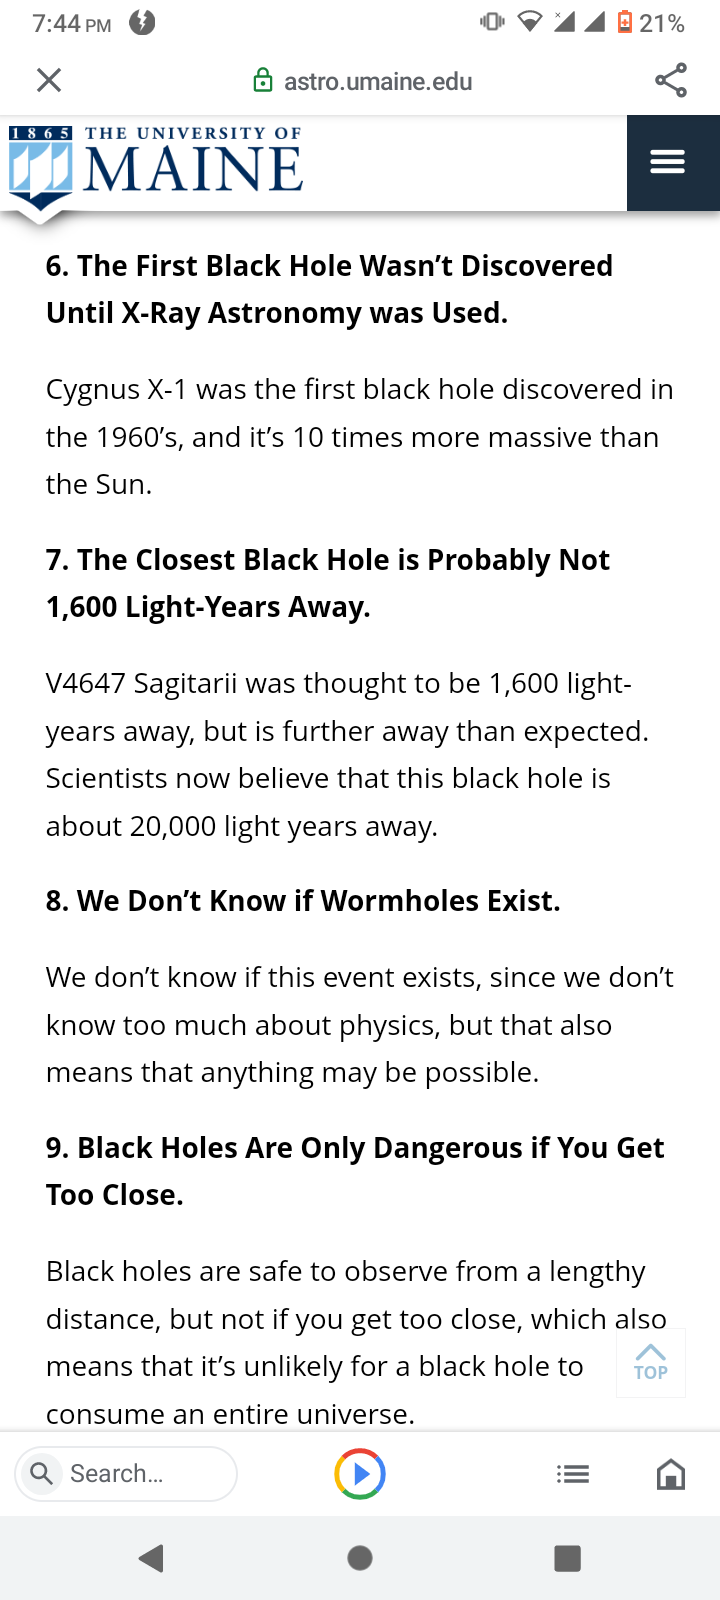 7:44 PM
21%
astro.umaine.edu
1865 THE UNIVERSITY OF
MAINE
6. The First Black Hole Wasn’t Discovered
Until X-Ray Astronomy was Used.
Cygnus X-1 was the first black hole discovered in
the 1960’s, and it’s 10 times more massive than
the Sun.
7. The Closest Black Hole is Probably Not
1,600 Light-Years Away.
V4647 Sagitarii was thought to be 1,600 light-
years away, but is further away than expected.
Scientists now believe that this black hole is
about 20,000 light years away.
8. We Don’t Know if Wormholes Exist.
We don’t know if this event exists, since we don’t
know too much about physics, but that also
means that anything may be possible.
9. Black Holes Are Only Dangerous if You Get
Too Close.
Black holes are safe to observe from a lengthy
distance, but not if you get too close, which also
means that it’s unlikely for a black hole to
TOP
consume an entire universe.
Search...